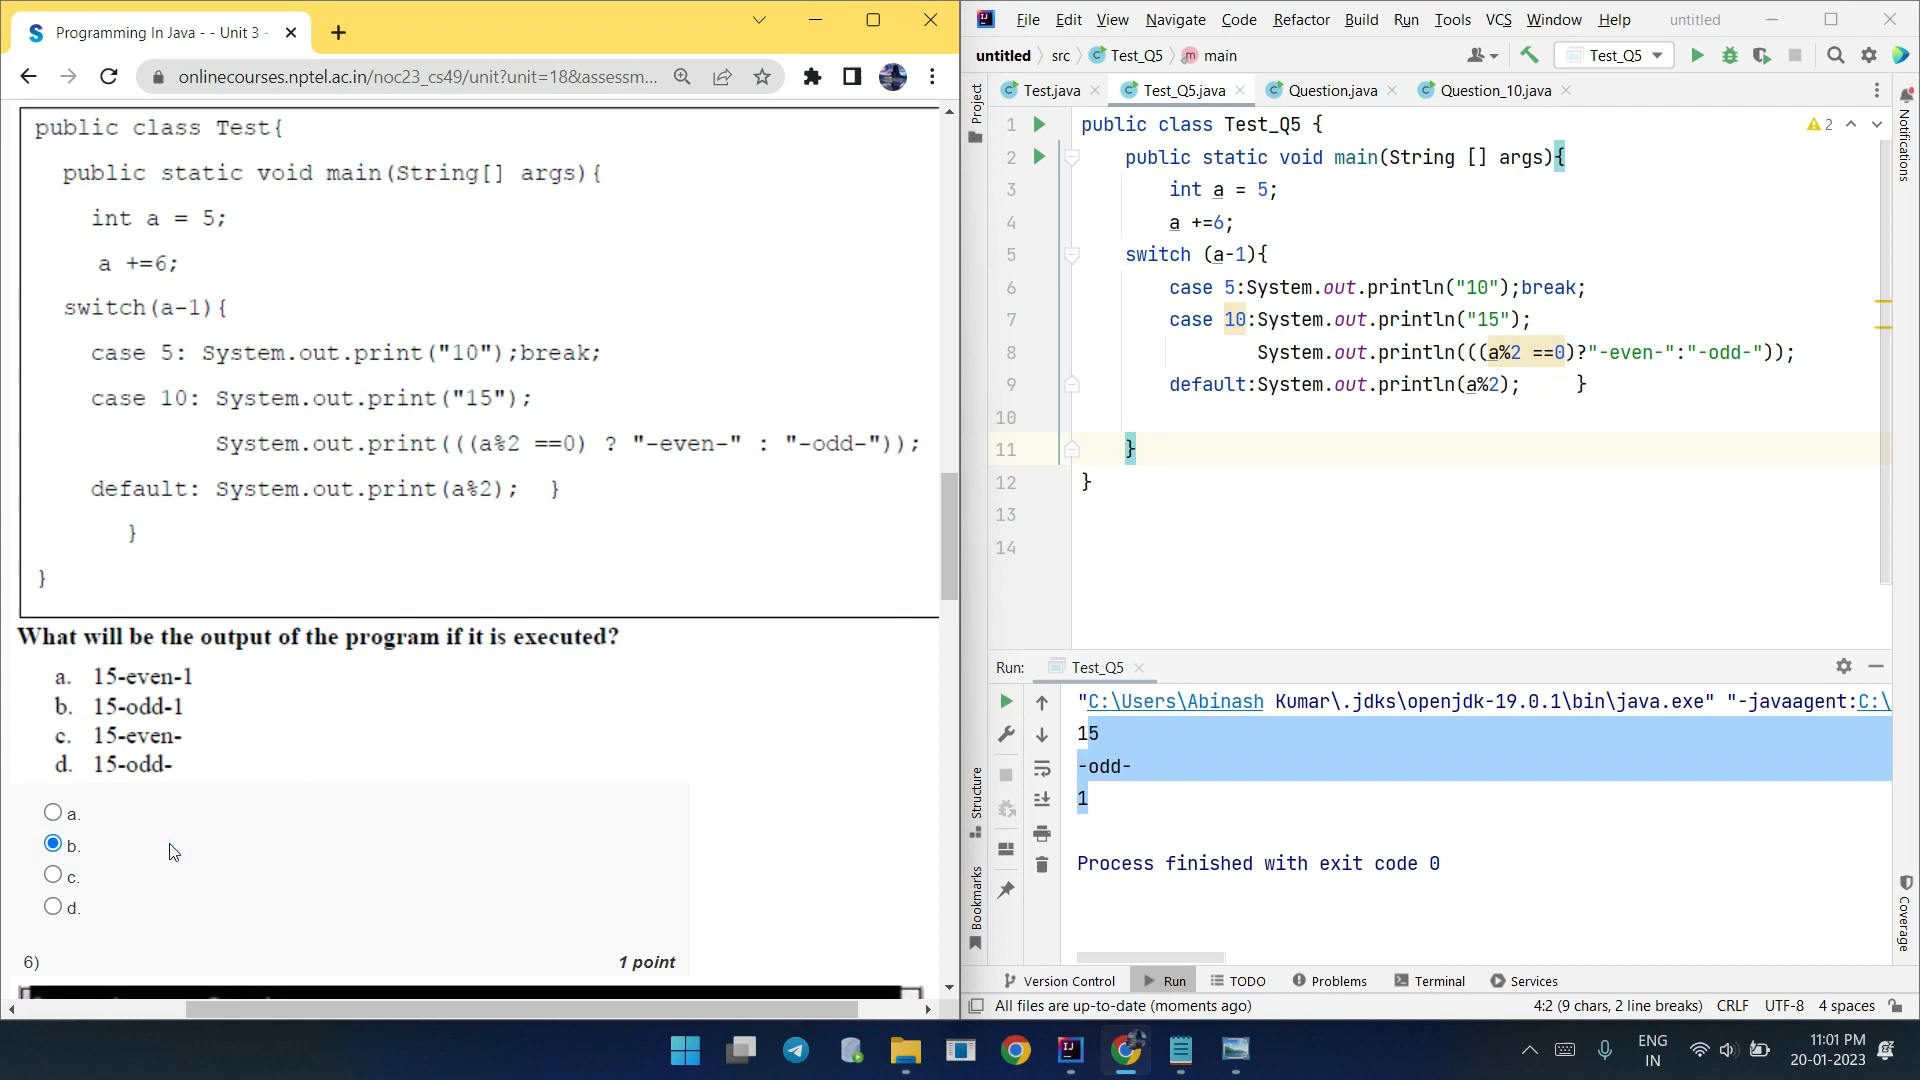 Programming In Java - - Unit 3 -
onlinecourses.nptel.ac.in/noc23_cs49/unit?unit=18&assessm...
public class Test{
public static void main(String[] args){
int a = 5;
a +=6;
switch(a-1){
case 5: System.out.print("10");break;
case 10: System.out.print("15");
System.out.print(((a%2 ==0) ? "-even-" : "-odd-"));
default: System.out.print(a%2); }
}
}
What will be the output of the program if it is executed?
a. 15-even-1
b. 15-odd-1
c. 15-even-
d. 15-odd-
a.
b.
c.
d.
6) 1 point
File Edit View Navigate Code Refactor Build Run Tools VCS Window Help untitled
untitled src Test_Q5 main Test_Q5
Test.java Test_Q5.java Question.java Question_10.java
Project
Notifications
2
1 public class Test_Q5 {
2 public static void main(String [] args){
3 int a = 5;
4 a +=6;
5 switch (a-1){
6 case 5:System.out.println("10");break;
7 case 10:System.out.println("15");
8 System.out.println(((a%2 ==0)?"-even-":"-odd-"));
9 default:System.out.println(a%2); }
10
11 }
12 }
13
14
Run: Test_Q5
"C:\Users\Abinash Kumar\.jdks\openjdk-19.0.1\bin\java.exe" "-javaagent:C:\
15
-odd-
1
Process finished with exit code 0
Structure
Bookmarks
Coverage
Version Control Run TODO Problems Terminal Services
All files are up-to-date (moments ago) 4:2 (9 chars, 2 line breaks) CRLF UTF-8 4 spaces
ENG
IN
11:01 PM
20-01-2023